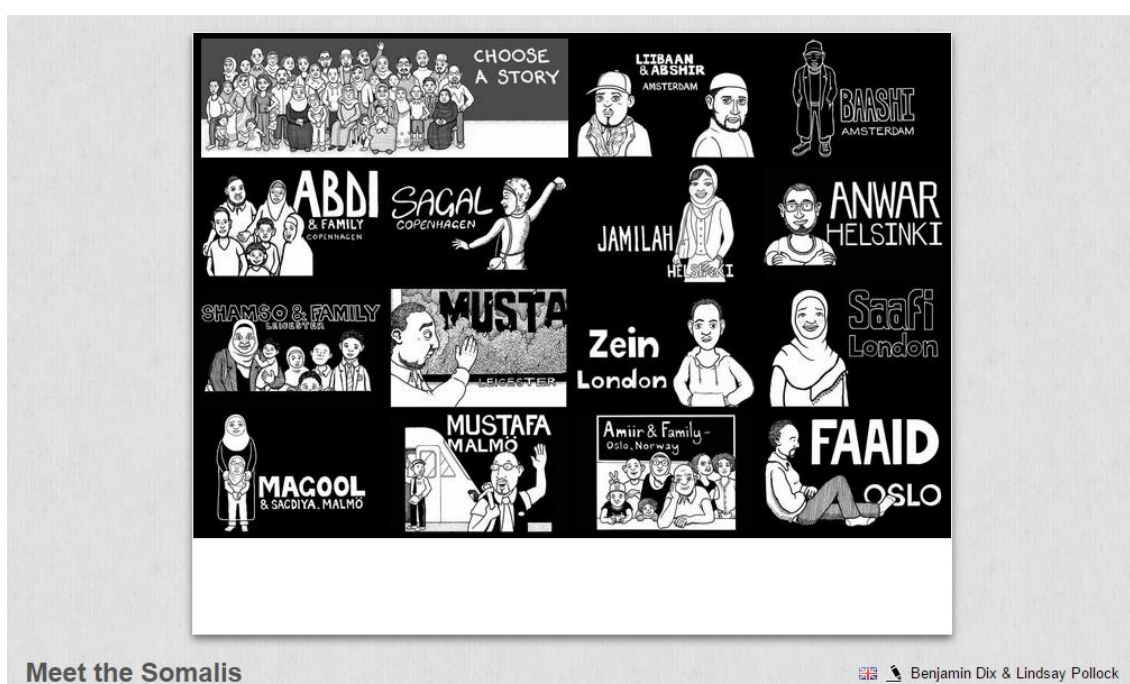 CHOOSE
A STORY
LIIBAAN
& ABSHIR
AMSTERDAM
BAASHI
AMSTERDAM
ABDI
& FAMILY
COPENHAGEN
SAGAL
COPENHAGEN
JAMILAH
HELSINKI
ANWAR
HELSINKI
SHAMSO & FAMILY
LEICESTER
MUSTA
LEICESTER
Zein
London
Saafi
London
MAGOOL
& SAGDIYA, MALMÖ
MUSTAFA
MALMÖ
Amiir & Family –
Oslo, Norway
FAAID
OSLO
Meet the Somalis
Benjamin Dix & Lindsay Pollock